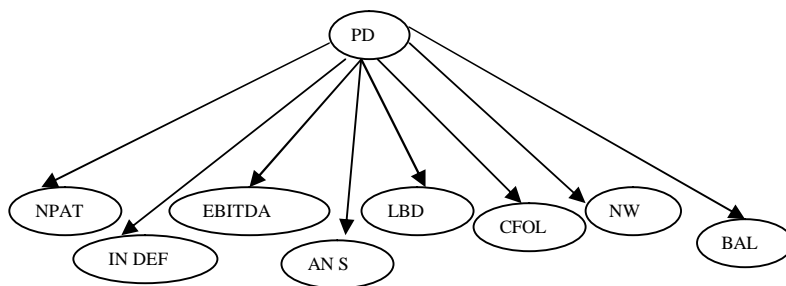 PD
NPAT
EBITDA
LBD
CFOL
NW
BAL
IN DEF
AN S